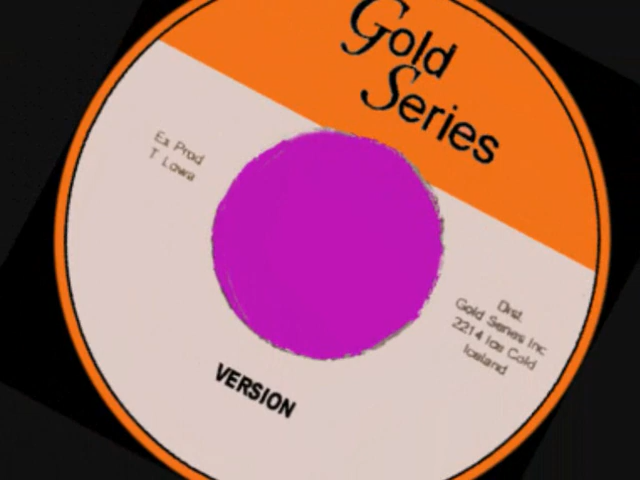 Gold
Series
Ex Prod
T. Lowa
Dist.
Gold Series Inc
2214 Ice Cold
Iceland
VERSION